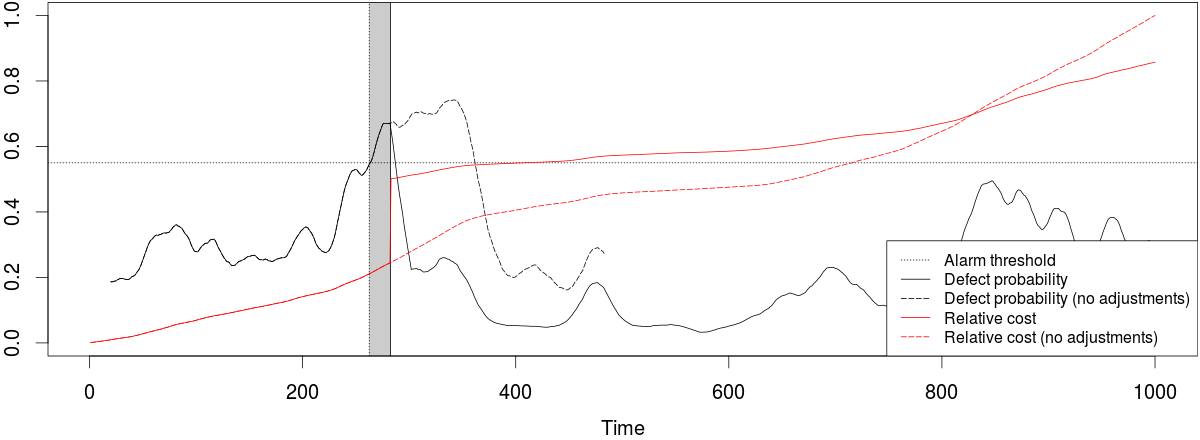 1.0
0.8
0.6
0.4
0.2
0.0
Alarm threshold
Defect probability
Defect probability (no adjustments)
Relative cost
Relative cost (no adjustments)
0 200 400 600 800 1000
Time